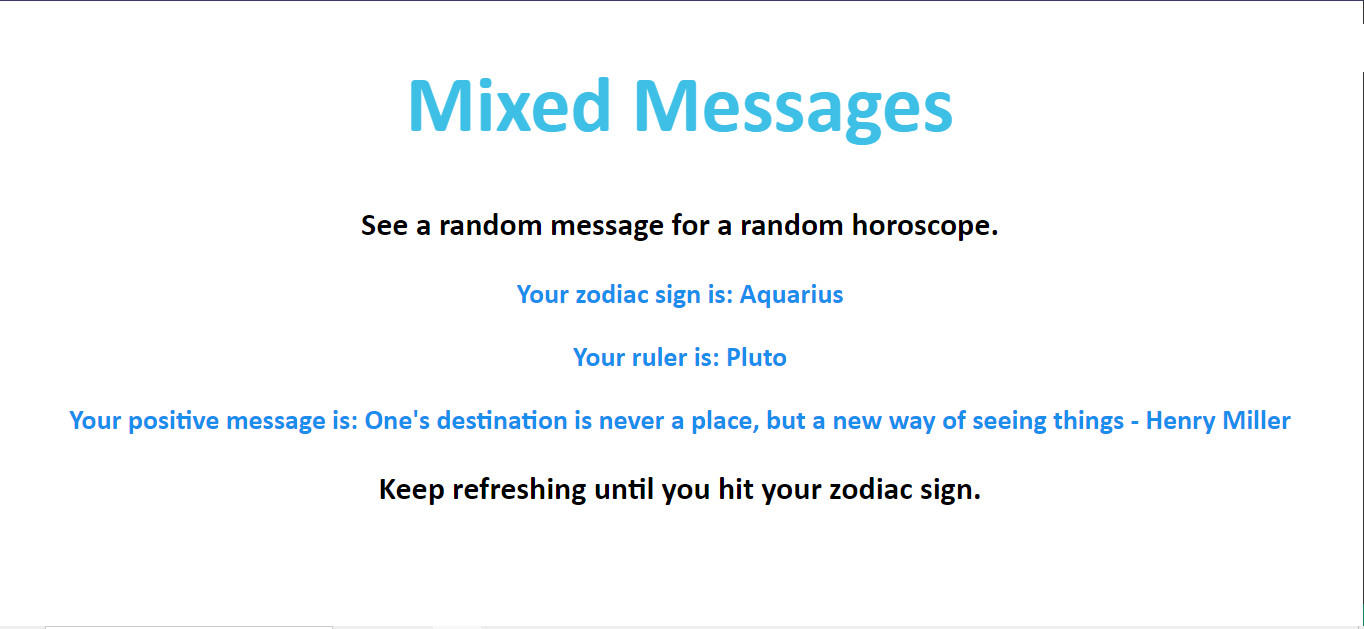 Mixed Messages
See a random message for a random horoscope.
Your zodiac sign is: Aquarius
Your ruler is: Pluto
Your positive message is: One's destination is never a place, but a new way of seeing things - Henry Miller
Keep refreshing until you hit your zodiac sign.